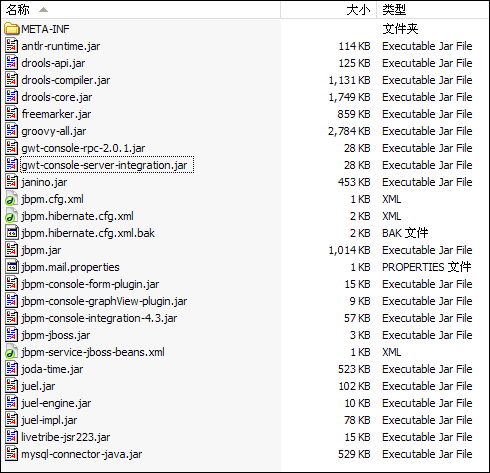 名称 大小 类型
META-INF 文件夹
antlr-runtime.jar 114 KB Executable Jar File
drools-api.jar 125 KB Executable Jar File
drools-compiler.jar 1,131 KB Executable Jar File
drools-core.jar 1,749 KB Executable Jar File
freemarker.jar 859 KB Executable Jar File
groovy-all.jar 2,784 KB Executable Jar File
gwt-console-rpc-2.0.1.jar 28 KB Executable Jar File
gwt-console-server-integration.jar 28 KB Executable Jar File
janino.jar 453 KB Executable Jar File
jbpm.cfg.xml 1 KB XML
jbpm.hibernate.cfg.xml 2 KB XML
jbpm.hibernate.cfg.xml.bak 2 KB BAK 文件
jbpm.jar 1,014 KB Executable Jar File
jbpm.mail.properties 1 KB PROPERTIES 文件
jbpm-console-form-plugin.jar 15 KB Executable Jar File
jbpm-console-graphView-plugin.jar 9 KB Executable Jar File
jbpm-console-integration-4.3.jar 57 KB Executable Jar File
jbpm-jboss.jar 3 KB Executable Jar File
jbpm-service-jboss-beans.xml 1 KB XML
joda-time.jar 523 KB Executable Jar File
juel.jar 102 KB Executable Jar File
juel-engine.jar 10 KB Executable Jar File
juel-impl.jar 78 KB Executable Jar File
livetribe-jsr223.jar 15 KB Executable Jar File
mysql-connector-java.jar 529 KB Executable Jar File